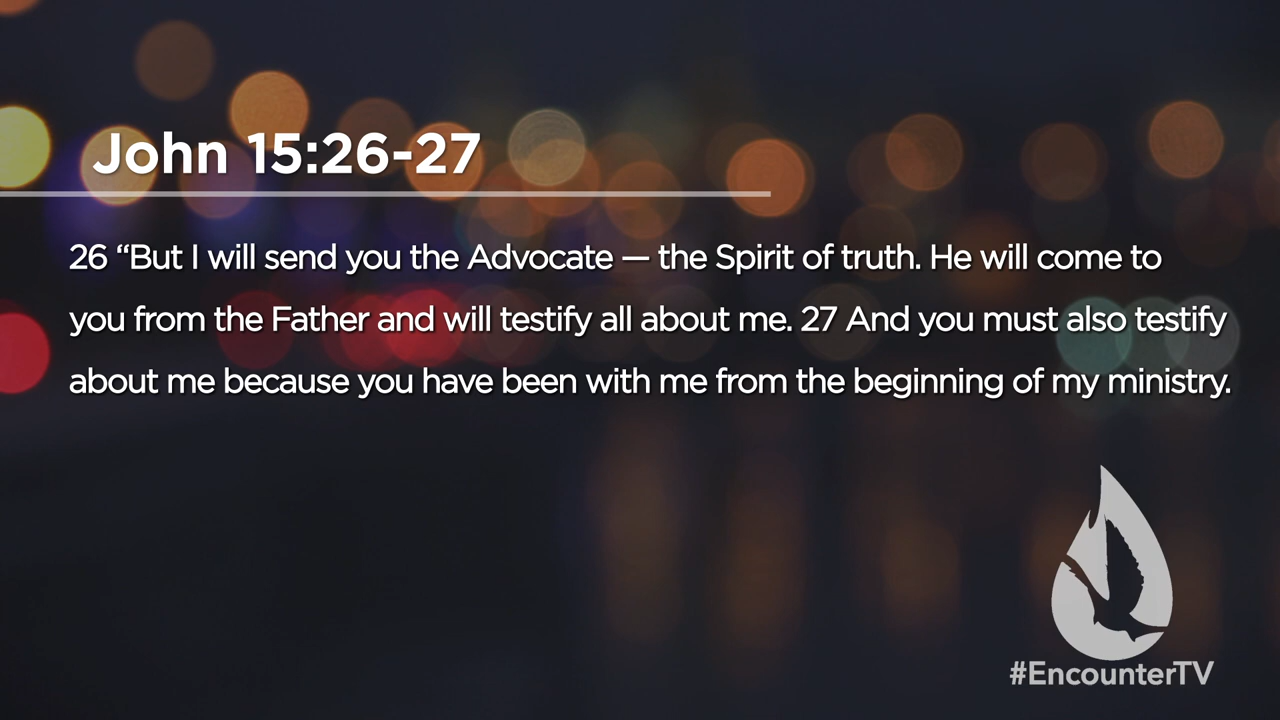 John 15:26-27
26 “But I will send you the Advocate — the Spirit of truth. He will come to
you from the Father and will testify all about me. 27 And you must also testify
about me because you have been with me from the beginning of my ministry.
#EncounterTV